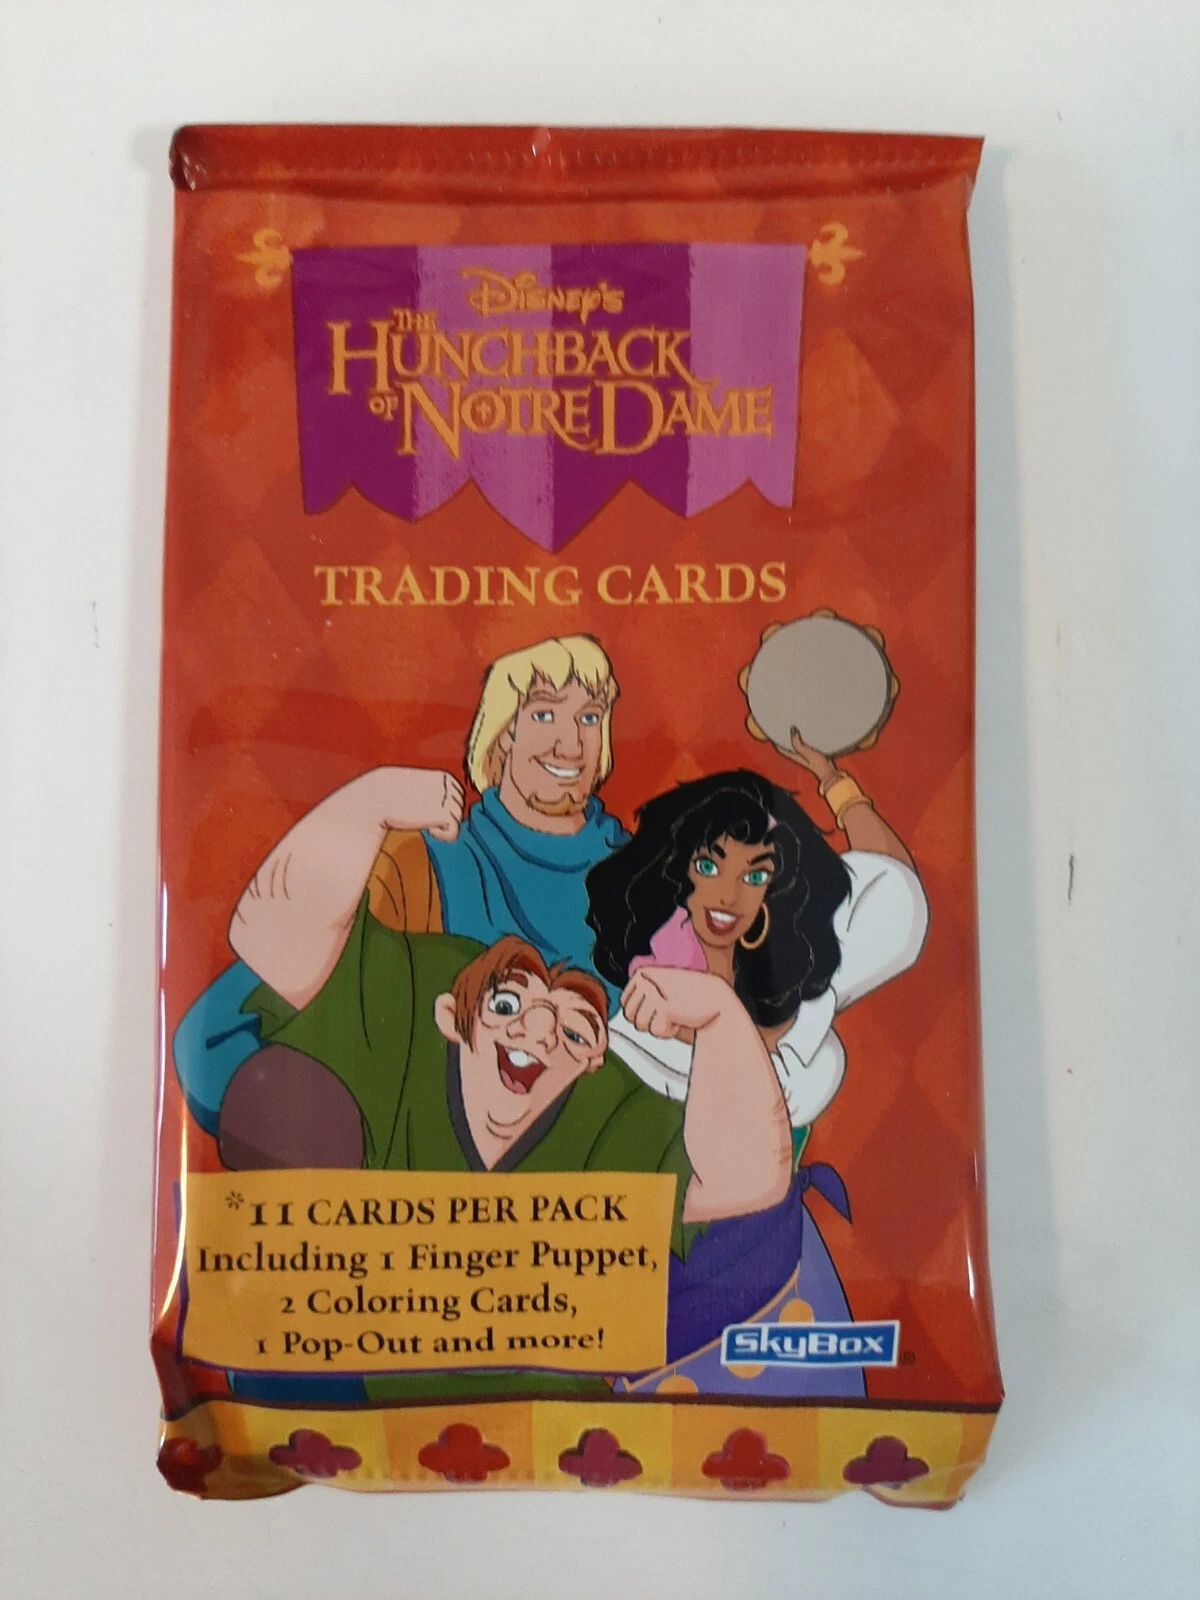 Disney's
THE
HUNCHBACK
OF NOTRE DAME
TRADING CARDS
*11 CARDS PER PACK
Including 1 Finger Puppet,
2 Coloring Cards,
1 Pop-Out and more!
SkyBox®